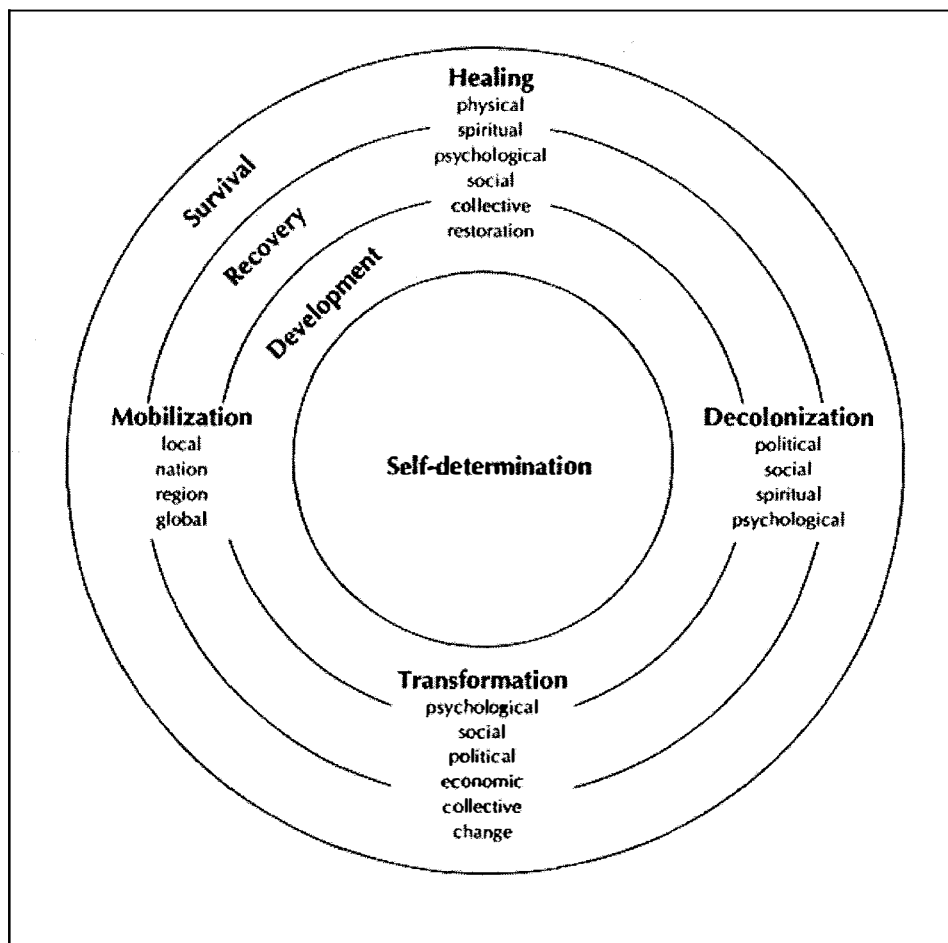 Healing
physical
spiritual
psychological
social
collective
restoration
Survival
Recovery
Development
Mobilization
local
nation
region
global
Self-determination
Decolonization
political
social
spiritual
psychological
Transformation
psychological
social
political
economic
collective
change